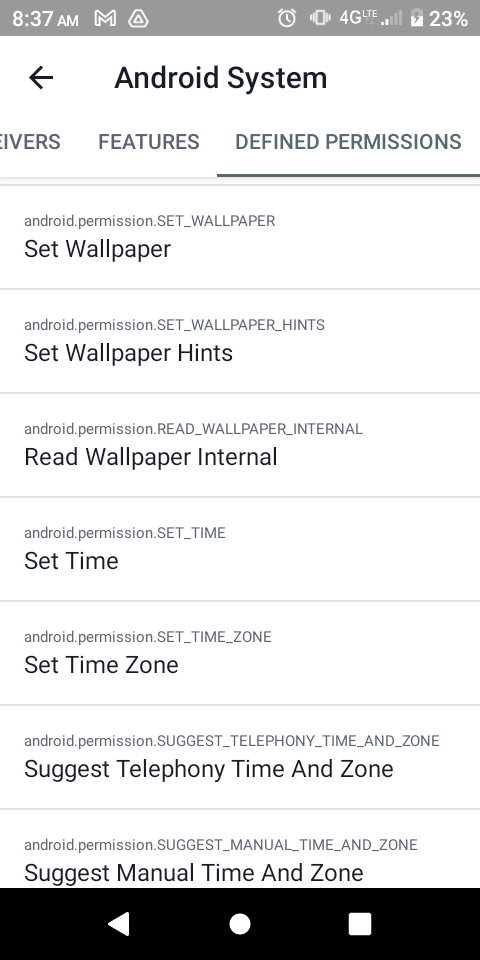 8:37 AM
4G LTE
23%
Android System
EIVERS
FEATURES
DEFINED PERMISSIONS
android.permission.SET_WALLPAPER
Set Wallpaper
android.permission.SET_WALLPAPER_HINTS
Set Wallpaper Hints
android.permission.READ_WALLPAPER_INTERNAL
Read Wallpaper Internal
android.permission.SET_TIME
Set Time
android.permission.SET_TIME_ZONE
Set Time Zone
android.permission.SUGGEST_TELEPHONY_TIME_AND_ZONE
Suggest Telephony Time And Zone
android.permission.SUGGEST_MANUAL_TIME_AND_ZONE
Suggest Manual Time And Zone